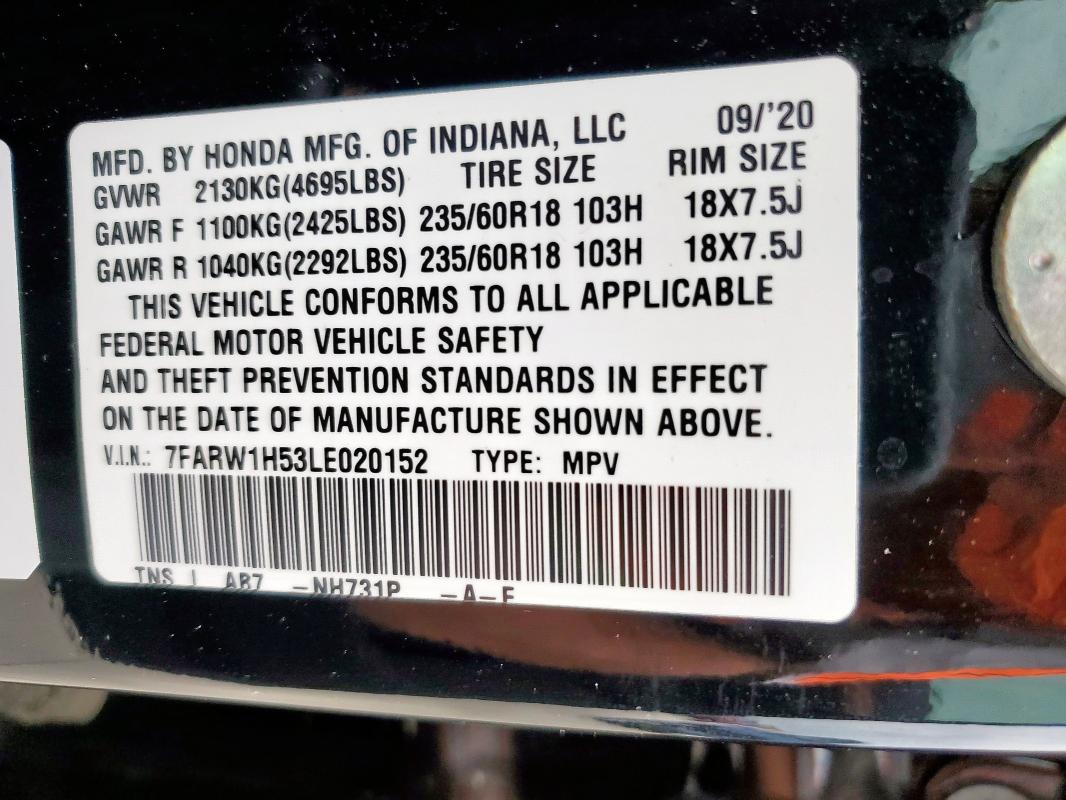 MFD. BY HONDA MFG. OF INDIANA, LLC 09/'20
GVWR 2130KG(4695LBS) TIRE SIZE RIM SIZE
GAWR F 1100KG(2425LBS) 235/60R18 103H 18X7.5J
GAWR R 1040KG(2292LBS) 235/60R18 103H 18X7.5J
THIS VEHICLE CONFORMS TO ALL APPLICABLE
FEDERAL MOTOR VEHICLE SAFETY
AND THEFT PREVENTION STANDARDS IN EFFECT
ON THE DATE OF MANUFACTURE SHOWN ABOVE.
V.I.N.: 7FARW1H53LE020152 TYPE: MPV
TNS -NH731P